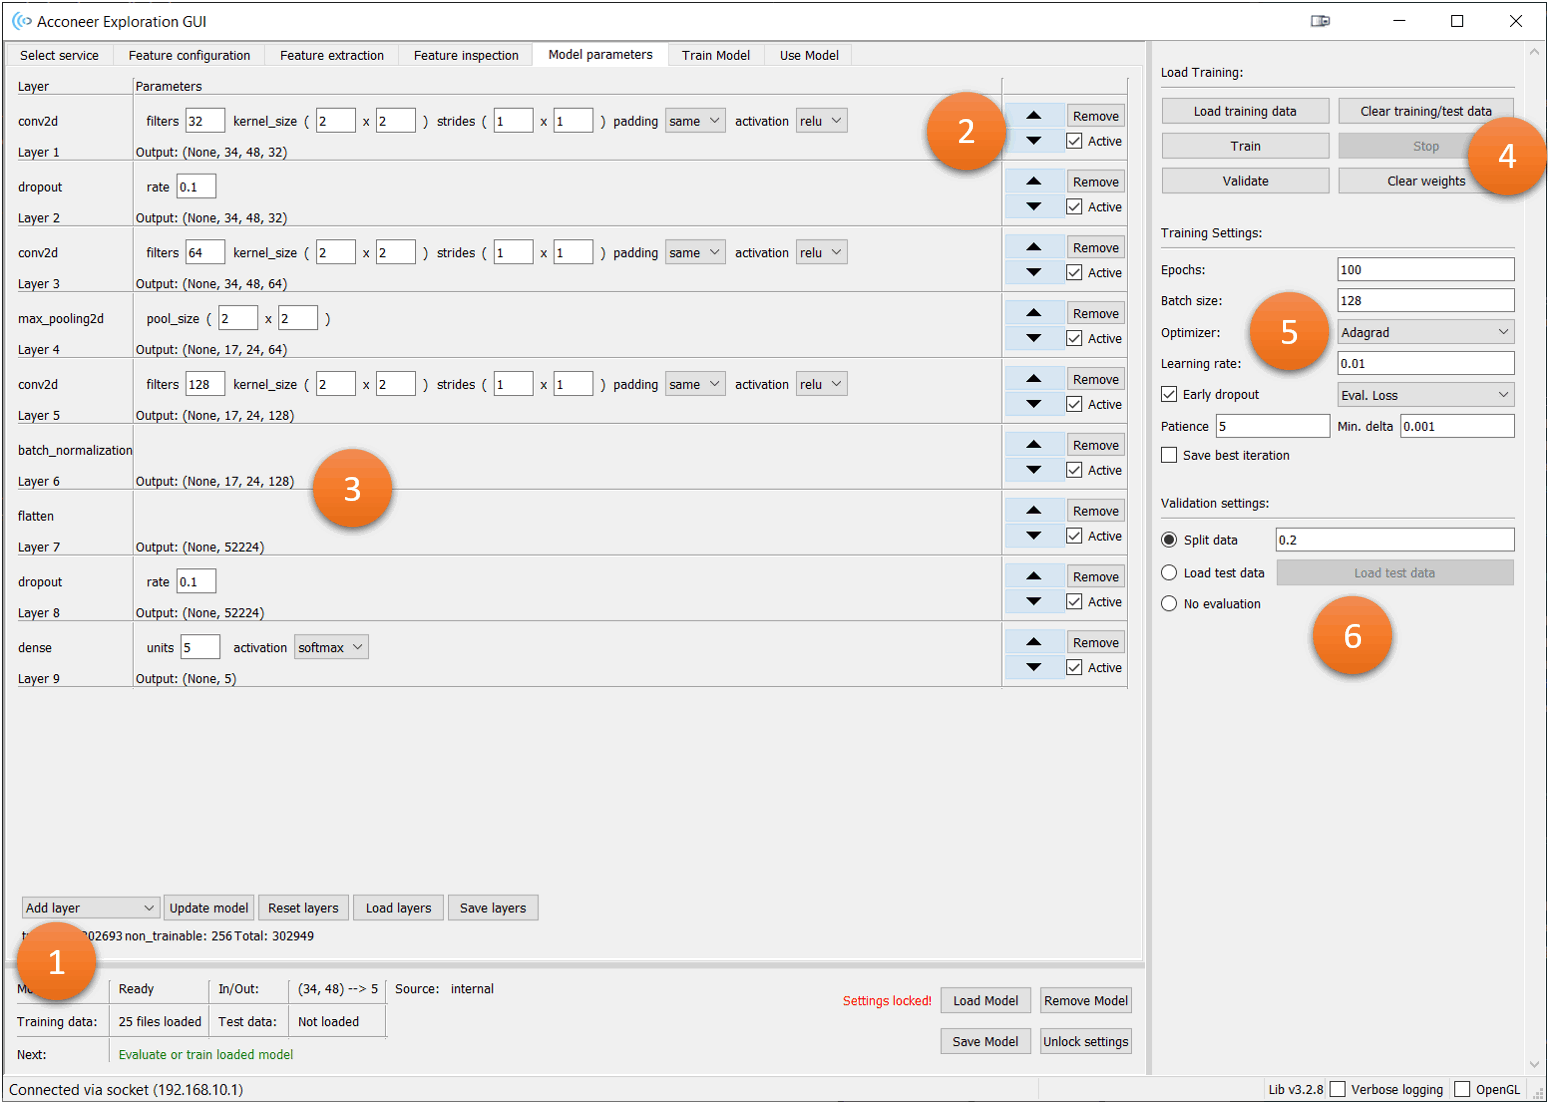 Acconeer Exploration GUI
Select service Feature configuration Feature extraction Feature inspection Model parameters Train Model Use Model
Layer Parameters
conv2d filters 32 kernel_size ( 2 x 2 ) strides ( 1 x 1 ) padding same activation relu Remove
Layer 1 Output: (None, 34, 48, 32) Active
2
dropout rate 0.1 Remove
Layer 2 Output: (None, 34, 48, 32) Active
conv2d filters 64 kernel_size ( 2 x 2 ) strides ( 1 x 1 ) padding same activation relu Remove
Layer 3 Output: (None, 34, 48, 64) Active
max_pooling2d pool_size ( 2 x 2 ) Remove
Layer 4 Output: (None, 17, 24, 64) Active
conv2d filters 128 kernel_size ( 2 x 2 ) strides ( 1 x 1 ) padding same activation relu Remove
Layer 5 Output: (None, 17, 24, 128) Active
batch_normalization Remove
Layer 6 Output: (None, 17, 24, 128) Active
3
flatten Remove
Layer 7 Output: (None, 52224) Active
dropout rate 0.1 Remove
Layer 8 Output: (None, 52224) Active
dense units 5 activation softmax Remove
Layer 9 Output: (None, 5) Active
Add layer Update model Reset layers Load layers Save layers
302693 non_trainable: 256 Total: 302949
1
Ready In/Out: (34, 48) --> 5 Source: internal
Training data: 25 files loaded Test data: Not loaded
Next: Evaluate or train loaded model
Settings locked! Load Model Remove Model
Save Model Unlock settings
Load Training:
Load training data Clear training/test data
Train Stop
4
Validate Clear weights
Training Settings:
Epochs: 100
Batch size: 128
5
Optimizer: Adagrad
Learning rate: 0.01
Early dropout Eval. Loss
Patience 5 Min. delta 0.001
Save best iteration
Validation settings:
Split data 0.2
Load test data Load test data
No evaluation
6
Connected via socket (192.168.10.1) Lib v3.2.8 Verbose logging OpenGL